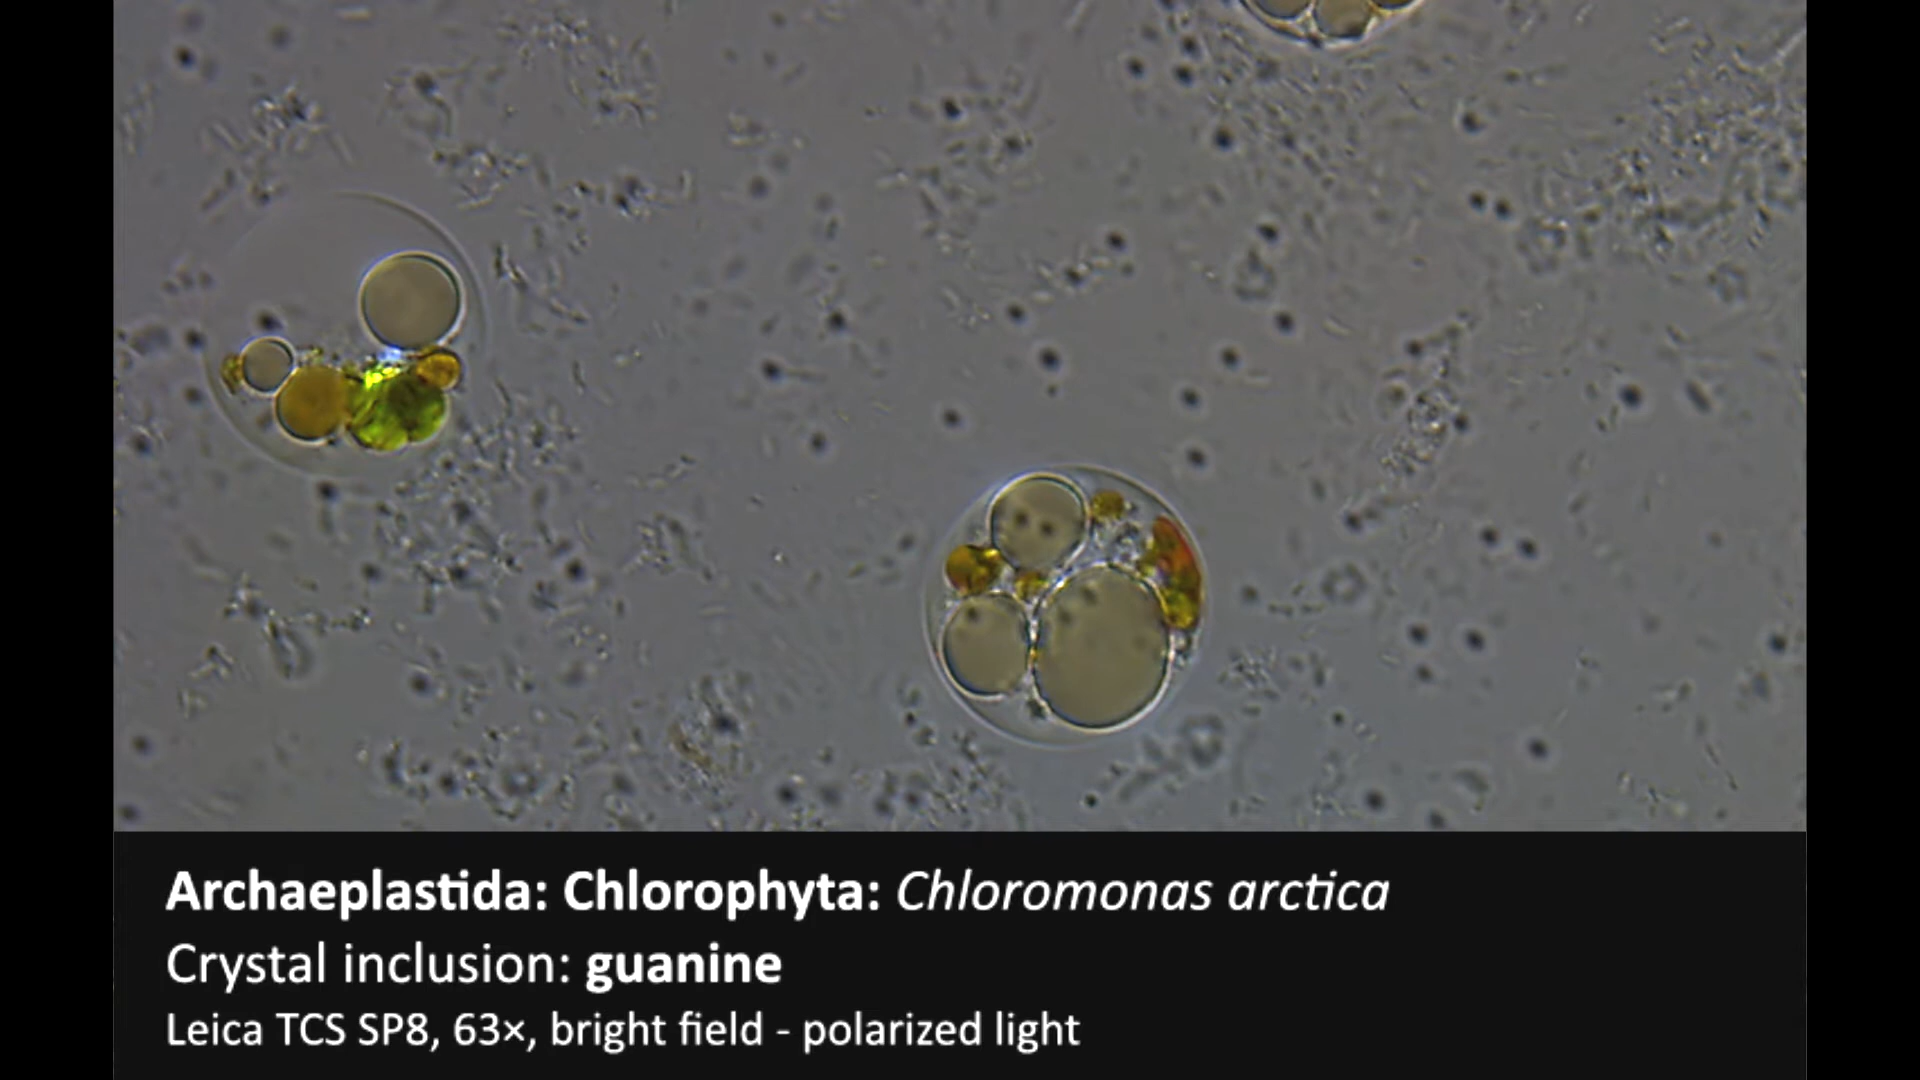 Archaeplastida: Chlorophyta: Chloromonas arctica
Crystal inclusion: guanine
Leica TCS SP8, 63×, bright field - polarized light